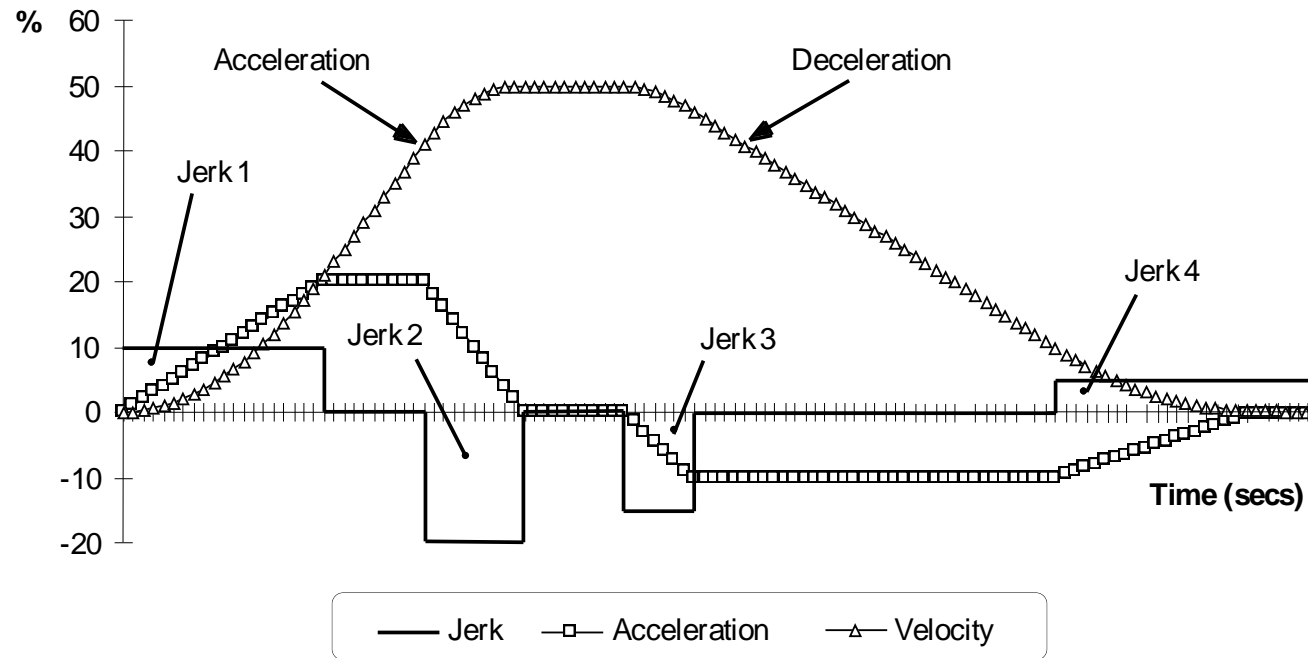 % 60
Acceleration
Deceleration
50
40
Jerk 1
30
20
Jerk 4
Jerk 2
Jerk 3
10
0
-10
Time (secs)
-20
Jerk Acceleration Velocity